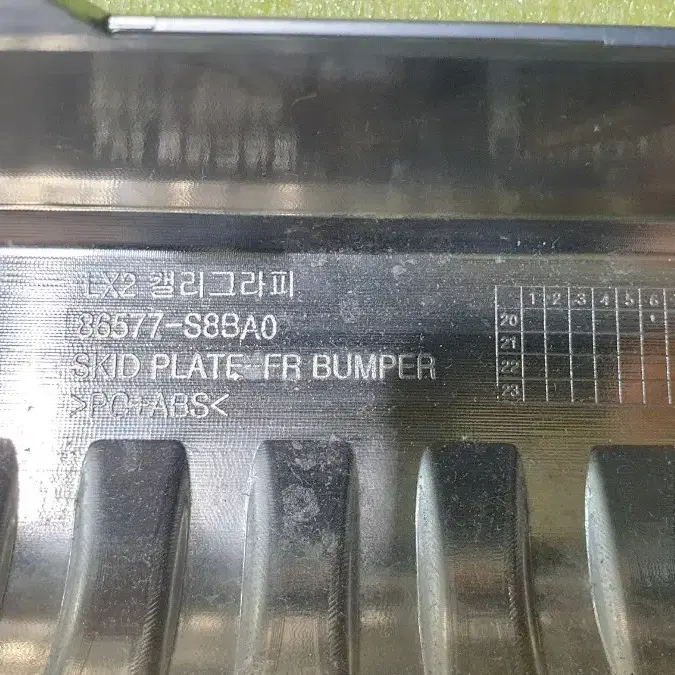 LX2 캘리그라피
86577-S8BA0
SKID PLATE-FR BUMPER
>PC+ABS<
1 2 3 4 5 6
20
21
22
23